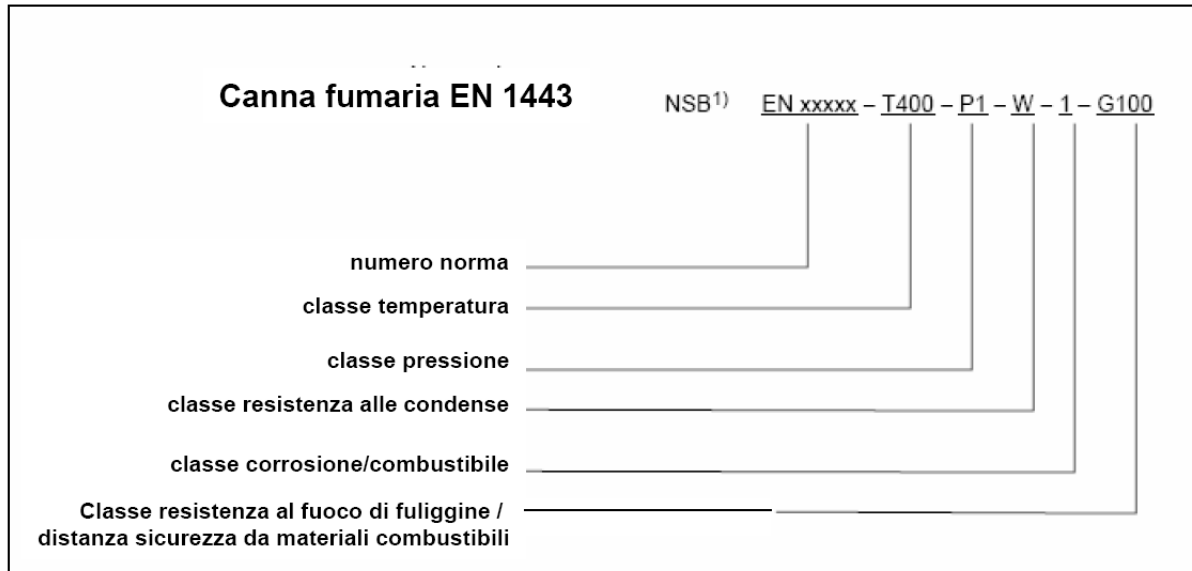 Canna fumaria EN 1443
NSB1) EN xxxxx – T400 – P1 – W – 1 – G100
numero norma
classe temperatura
classe pressione
classe resistenza alle condense
classe corrosione/combustibile
Classe resistenza al fuoco di fuliggine /
distanza sicurezza da materiali combustibili